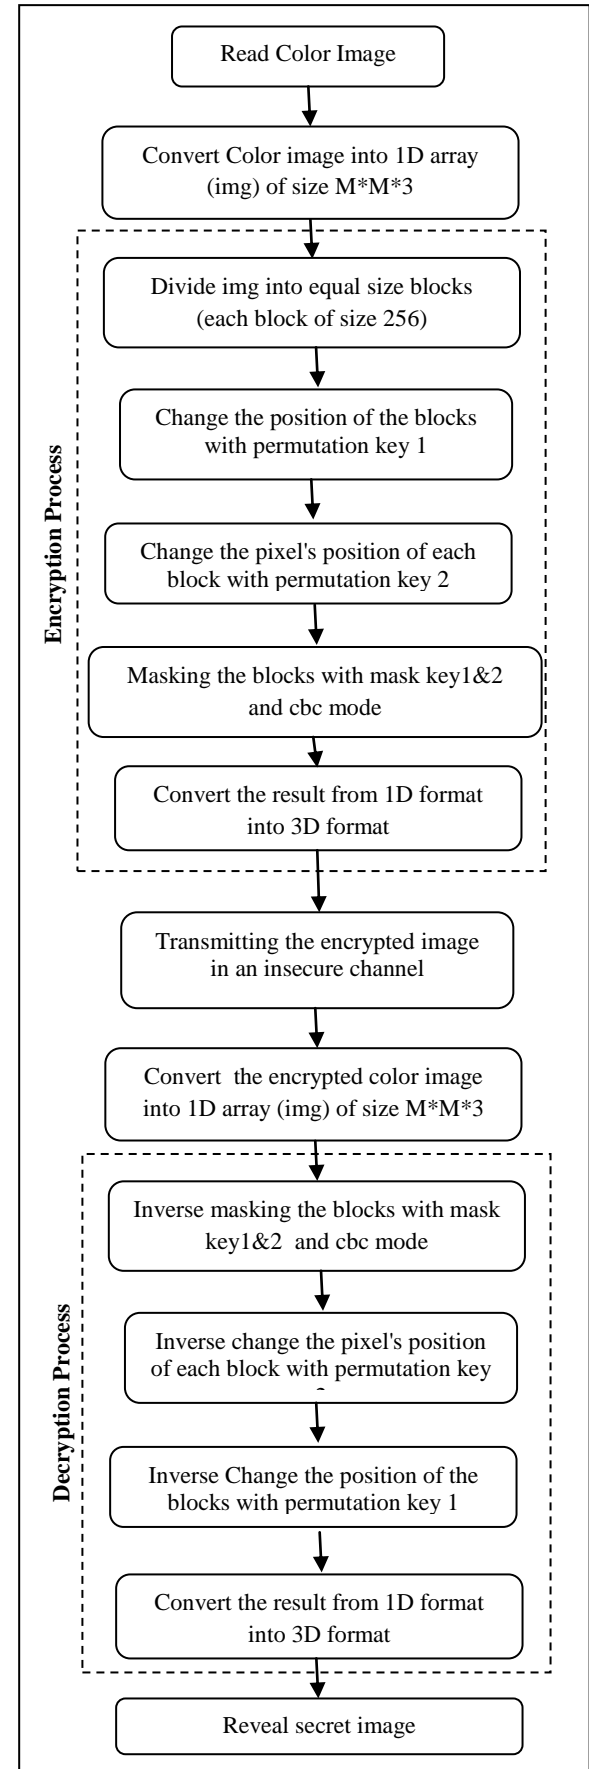 Read Color Image
Convert Color image into 1D array
(img) of size M*M*3
Encryption Process
Divide img into equal size blocks
(each block of size 256)
Change the position of the blocks
with permutation key 1
Change the pixel's position of each
block with permutation key 2
Masking the blocks with mask key1&2
and cbc mode
Convert the result from 1D format
into 3D format
Transmitting the encrypted image
in an insecure channel
Convert the encrypted color image
into 1D array (img) of size M*M*3
Decryption Process
Inverse masking the blocks with mask
key1&2 and cbc mode
Inverse change the pixel's position
of each block with permutation key
Inverse Change the position of the
blocks with permutation key 1
Convert the result from 1D format
into 3D format
Reveal secret image